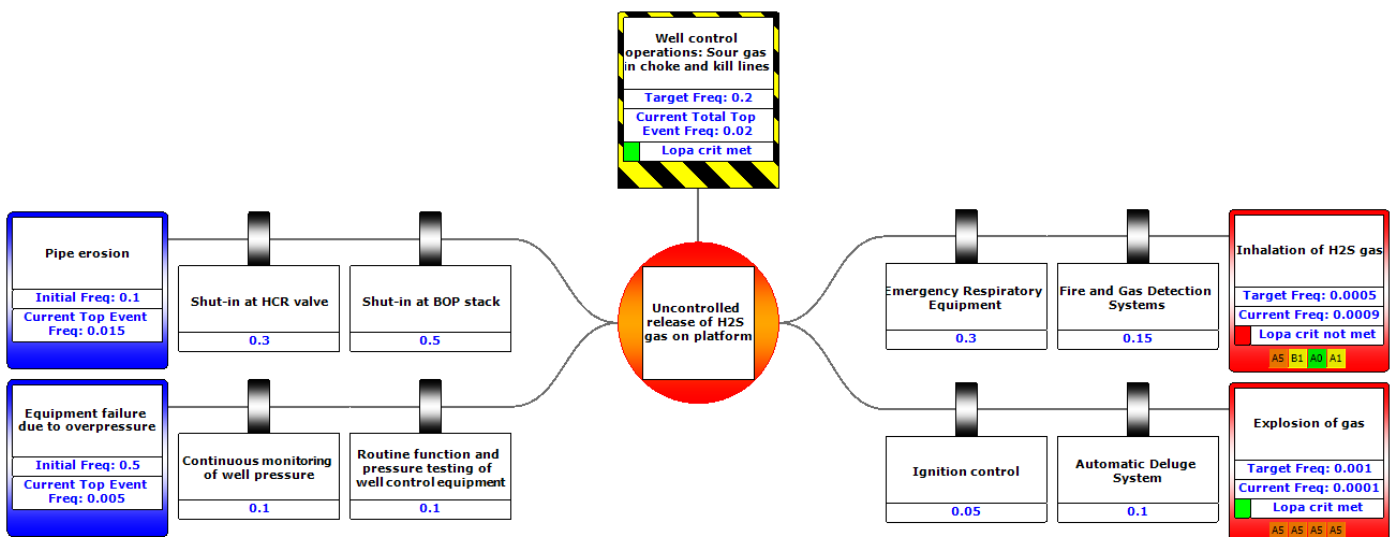 Well control
operations: Sour gas
in choke and kill lines
Target Freq: 0.2
Current Total Top
Event Freq: 0.02
Lopa crit met
Pipe erosion
Initial Freq: 0.1
Current Top Event
Freq: 0.015
Shut-in at HCR valve
0.3
Shut-in at BOP stack
0.5
Equipment failure
due to overpressure
Initial Freq: 0.5
Current Top Event
Freq: 0.005
Continuous monitoring
of well pressure
0.1
Routine function and
pressure testing of
well control equipment
0.1
Uncontrolled
release of H2S
gas on platform
Emergency Respiratory
Equipment
0.3
Fire and Gas Detection
Systems
0.15
Inhalation of H2S gas
Target Freq: 0.0005
Current Freq: 0.0009
Lopa crit not met
A5 B1 A0 A1
Ignition control
0.05
Automatic Deluge
System
0.1
Explosion of gas
Target Freq: 0.001
Current Freq: 0.0001
Lopa crit met
A5 A5 A5 A5